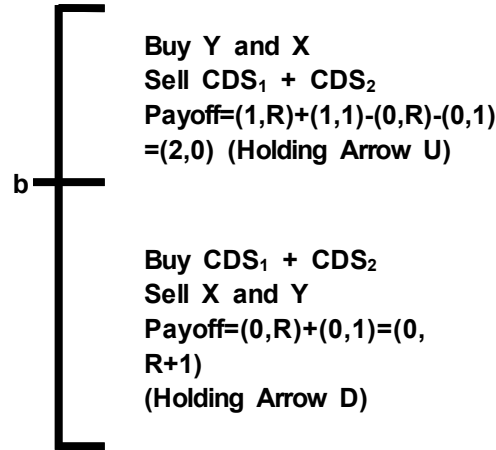 Buy Y and X
Sell CDS₁ + CDS₂
Payoff=(1,R)+(1,1)-(0,R)-(0,1)
=(2,0) (Holding Arrow U)
b
Buy CDS₁ + CDS₂
Sell X and Y
Payoff=(0,R)+(0,1)=(0,
R+1)
(Holding Arrow D)